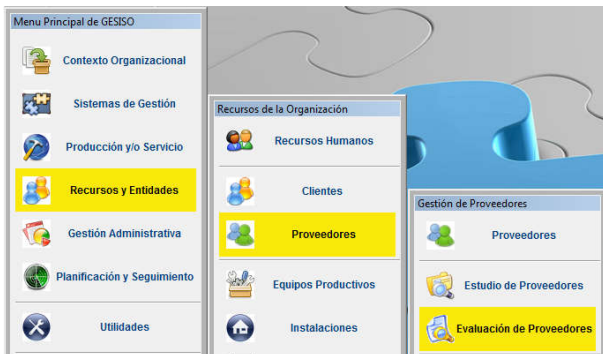 Menu Principal de GESISO
Contexto Organizacional
Sistemas de Gestión
Producción y/o Servicio
Recursos y Entidades
Gestión Administrativa
Planificación y Seguimiento
Utilidades
Recursos de la Organización
Recursos Humanos
Clientes
Proveedores
Equipos Productivos
Instalaciones
Gestión de Proveedores
Proveedores
Estudio de Proveedores
Evaluación de Proveedores